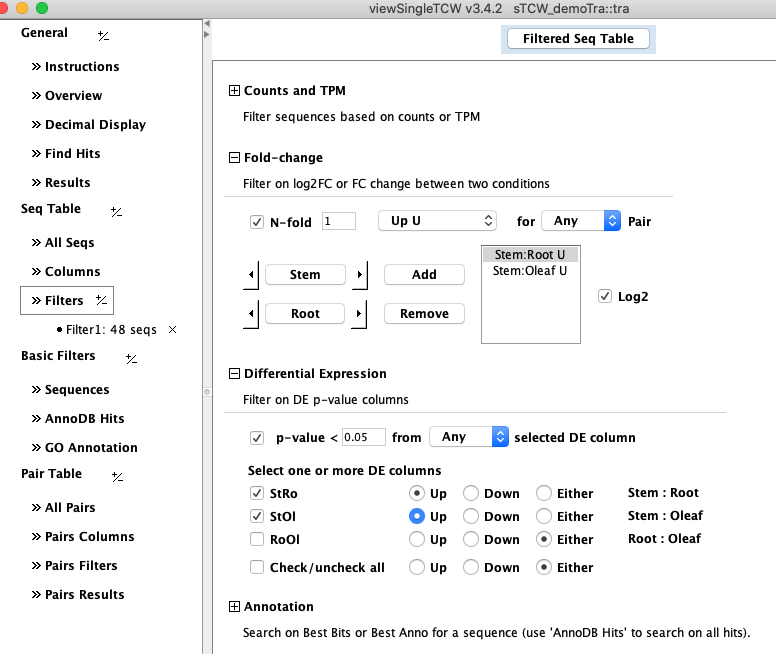 viewSingleTCW v3.4.2 sTCW_demoTra::tra
General +/-
>> Instructions
>> Overview
>> Decimal Display
>> Find Hits
>> Results
Seq Table +/-
>> All Seqs
>> Columns
>> Filters +/-
• Filter1: 48 seqs ×
Basic Filters +/-
>> Sequences
>> AnnoDB Hits
>> GO Annotation
Pair Table +/-
>> All Pairs
>> Pairs Columns
>> Pairs Filters
>> Pairs Results
Filtered Seq Table
Counts and TPM
Filter sequences based on counts or TPM
Fold-change
Filter on log2FC or FC change between two conditions
N-fold 1 Up U for Any Pair
Stem Add
Root Remove
Stem:Root U
Stem:Oleaf U
Log2
Differential Expression
Filter on DE p-value columns
p-value < 0.05 from Any selected DE column
Select one or more DE columns
StRo Up Down Either Stem : Root
StOl Up Down Either Stem : Oleaf
RoOl Up Down Either Root : Oleaf
Check/uncheck all Up Down Either
Annotation
Search on Best Bits or Best Anno for a sequence (use 'AnnoDB Hits' to search on all hits).